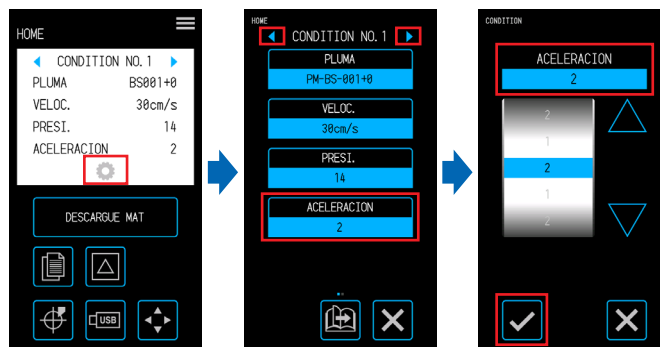 HOME
CONDITION NO.1
PLUMA BS001+0
VELOC. 30cm/s
PRESI. 14
ACELERACION 2
DESCARGUE MAT
USB
HOME
CONDITION NO.1
PLUMA
PM-BS-001+0
VELOC.
30cm/s
PRESI.
14
ACELERACION
2
CONDITION
ACELERACION
2
2
1
2
1
2